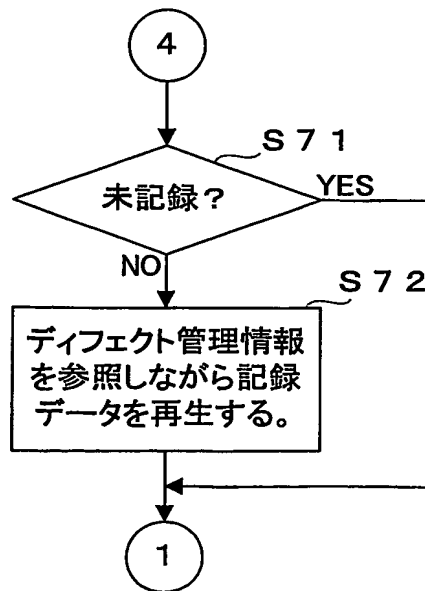 4
S71
未記録?
YES
NO
S72
ディフェクト管理情報
を参照しながら記録
データを再生する。
1